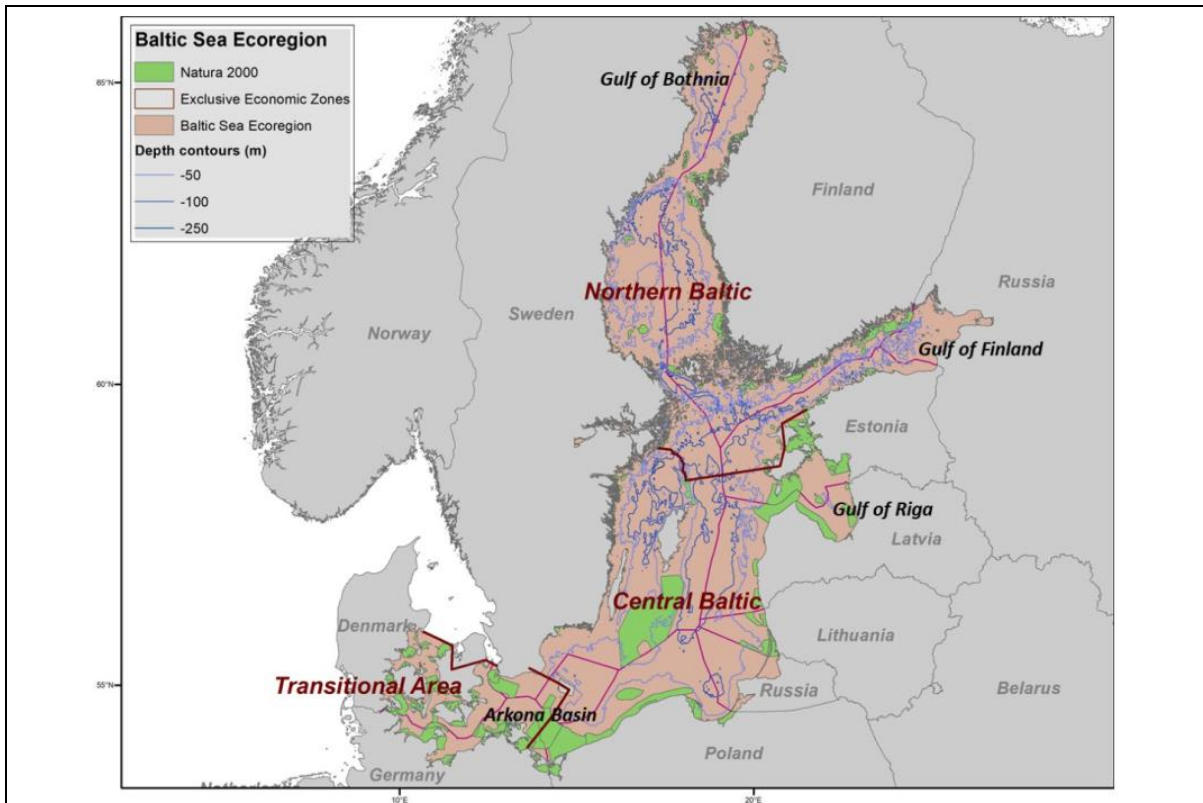 Baltic Sea Ecoregion
Natura 2000
Exclusive Economic Zones
Baltic Sea Ecoregion
Depth contours (m)
-50
-100
-250
65°N
Gulf of Bothnia
Finland
Russia
Northern Baltic
Sweden
Norway
Gulf of Finland
60°N
Estonia
Gulf of Riga
Latvia
Central Baltic
Denmark
Lithuania
55°N
Transitional Area
Russia
Belarus
Arkona Basin
Poland
Germany
10°E
20°E